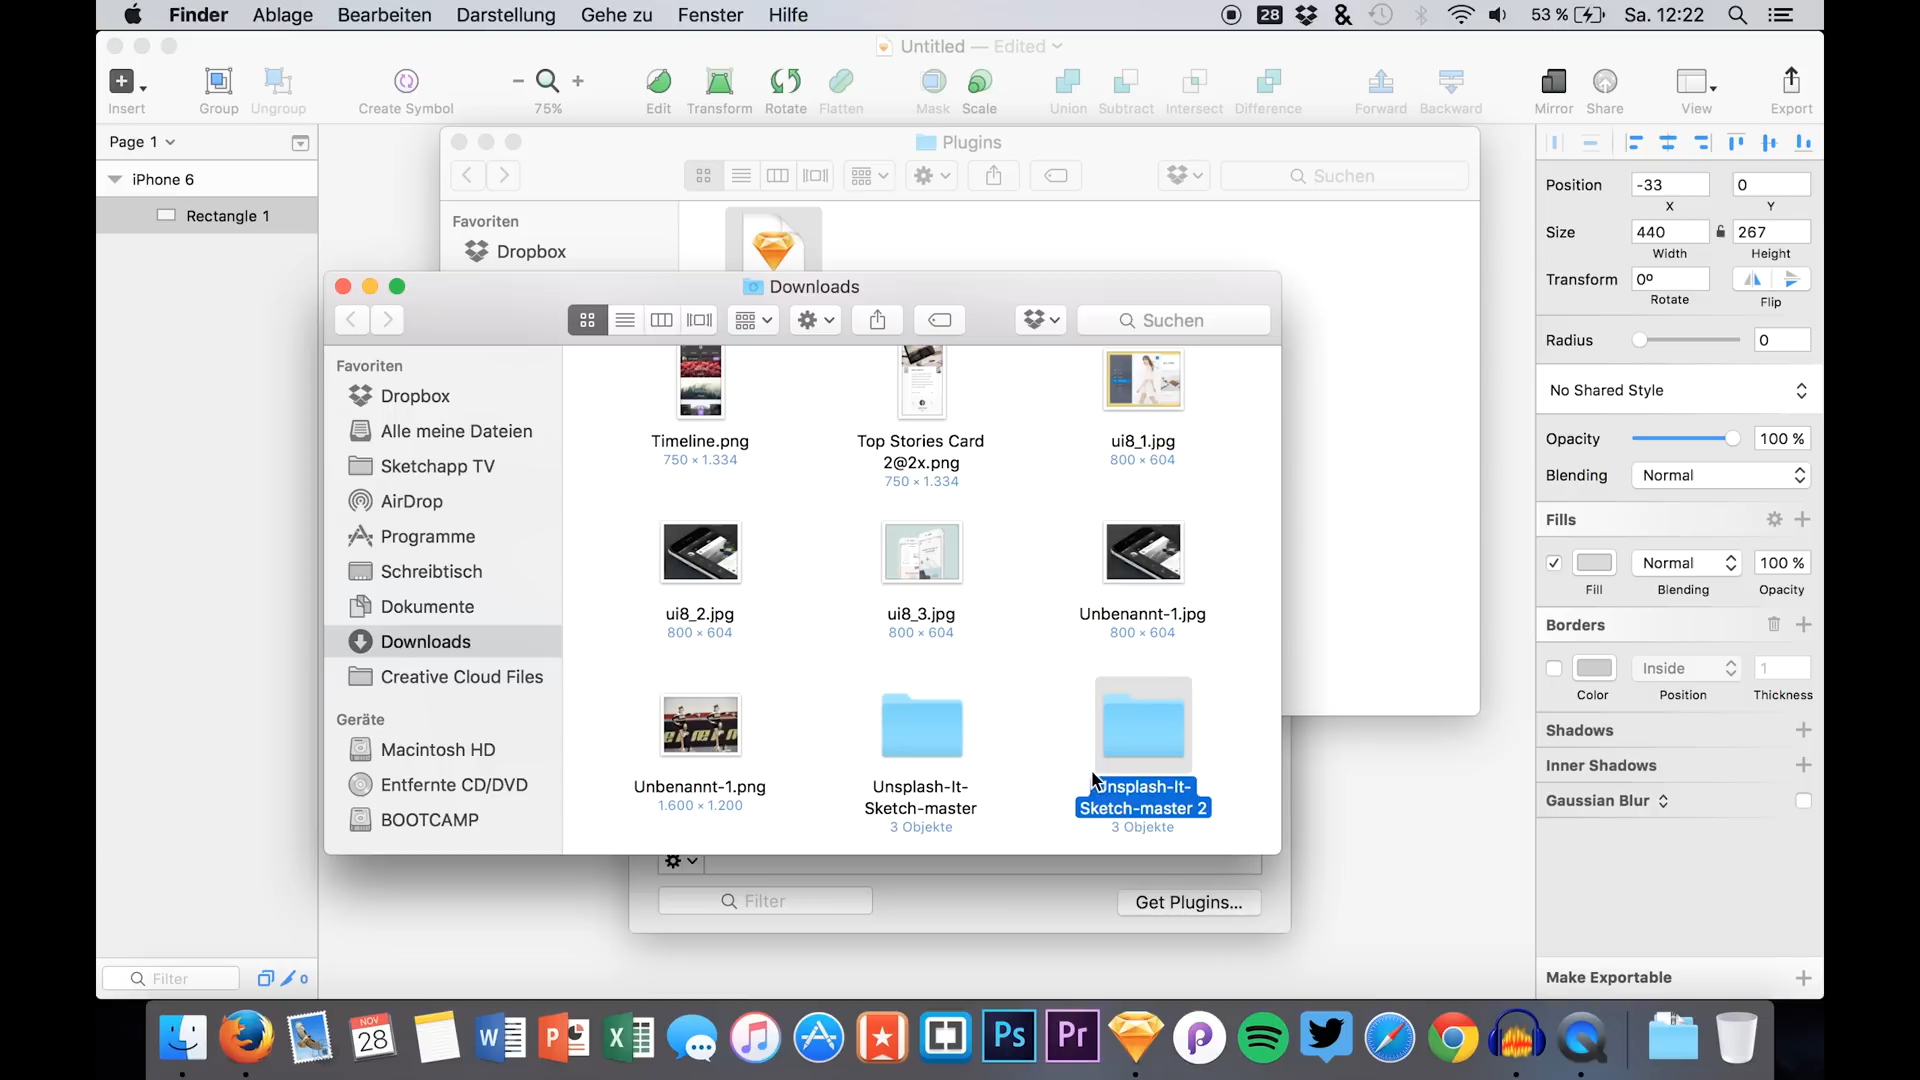 Finder Ablage Bearbeiten Darstellung Gehe zu Fenster Hilfe 28 53 % Sa. 12:22
Untitled — Edited
Insert Group Ungroup Create Symbol 75% Edit Transform Rotate Flatten Mask Scale Union Subtract Intersect Difference Forward Backward Mirror Share View Export
Page 1
iPhone 6
Rectangle 1
Filter 0
Plugins
Suchen
Favoriten
Dropbox
Downloads
Suchen
Favoriten
Dropbox
Alle meine Dateien
Sketchapp TV
AirDrop
Programme
Schreibtisch
Dokumente
Downloads
Creative Cloud Files
Geräte
Macintosh HD
Entfernte CD/DVD
BOOTCAMP
Timeline.png
750 × 1.334
Top Stories Card
2@2x.png
750 × 1.334
ui8_1.jpg
800 × 604
ui8_2.jpg
800 × 604
ui8_3.jpg
800 × 604
Unbenannt-1.jpg
800 × 604
Unbenannt-1.png
1.600 × 1.200
Unsplash-It-
Sketch-master
3 Objekte
Unsplash-It-
Sketch-master 2
3 Objekte
Filter
Get Plugins...
Position -33 0
X Y
Size 440 267
Width Height
Transform 0º
Rotate Flip
Radius 0
No Shared Style
Opacity 100 %
Blending Normal
Fills
Normal 100 %
Fill Blending Opacity
Borders
Inside 1
Color Position Thickness
Shadows
Inner Shadows
Gaussian Blur
Make Exportable
NOV
28
W P X Ps Pr